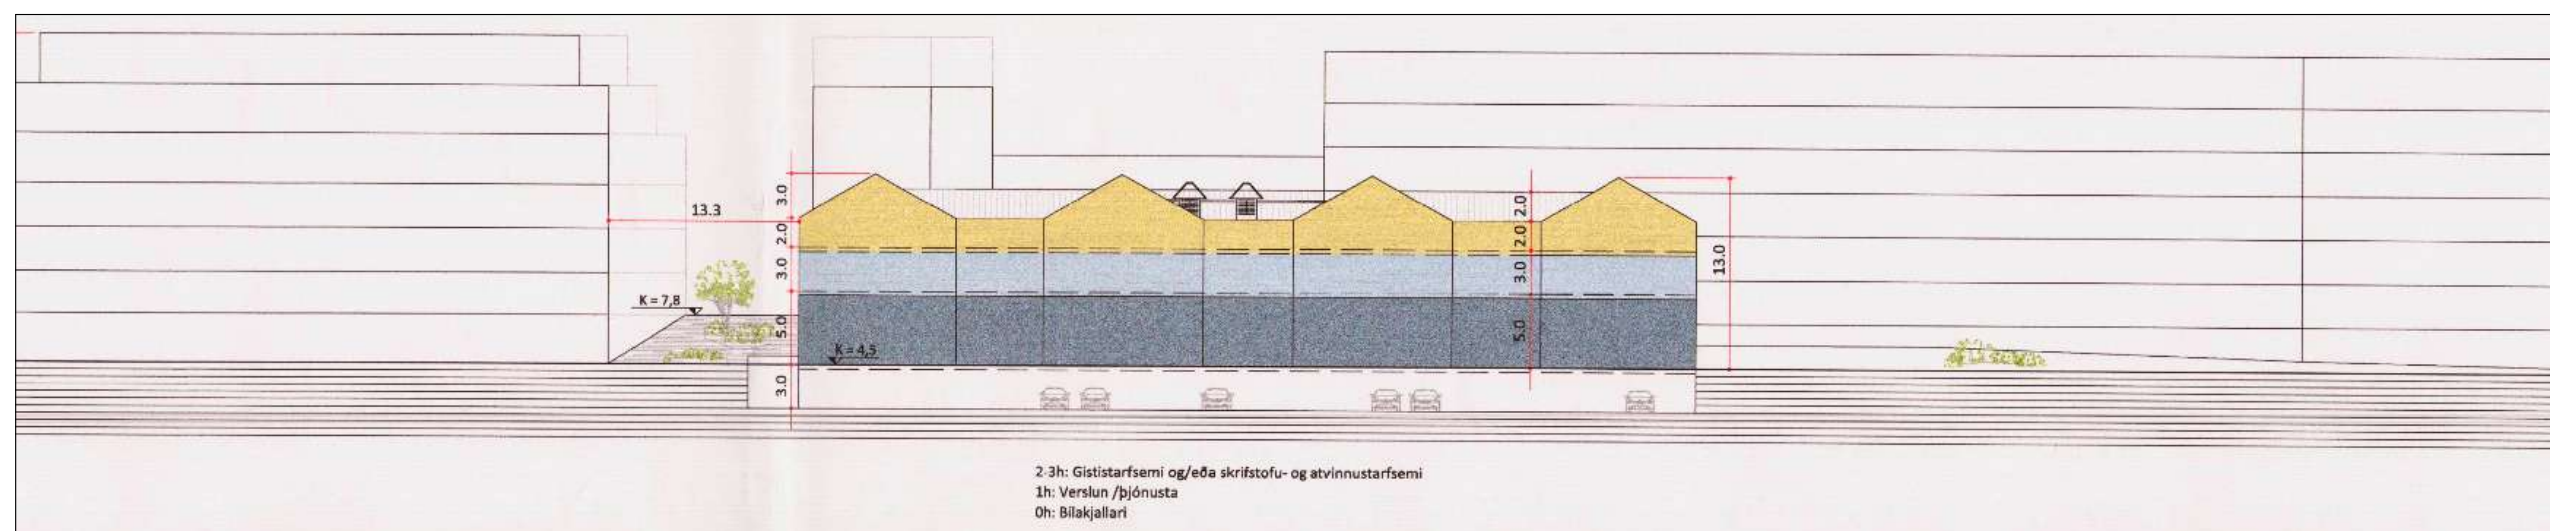 3.0
13.3
2.0
3.0
K = 7,8
5.0
K = 4,5
3.0
2.0
2.0
3.0
5.0
13.0
2-3h: Gististarfsemi og/eða skrifstofu- og atvinnustarfsemi
1h: Verslun /þjónusta
0h: Bílakjallari